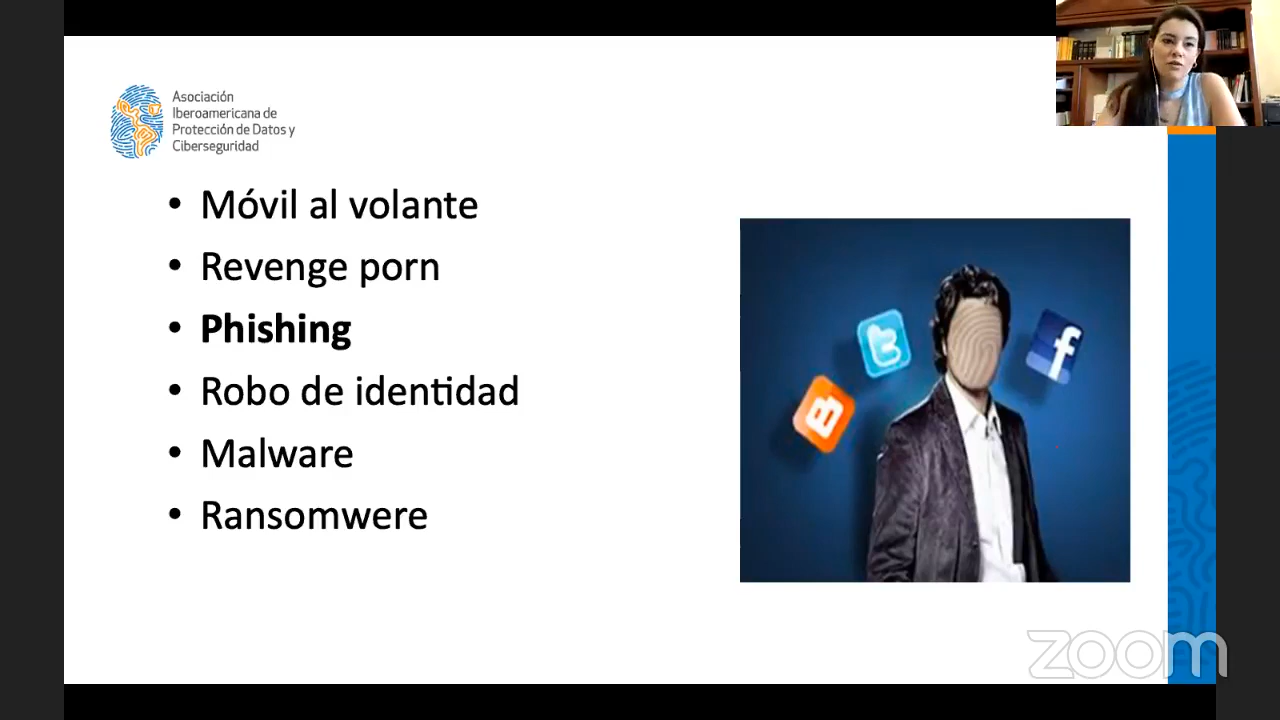 Asociación
Iberoamericana de
Protección de Datos y
Ciberseguridad
• Móvil al volante
• Revenge porn
• Phishing
• Robo de identidad
• Malware
• Ransomwere
zoom